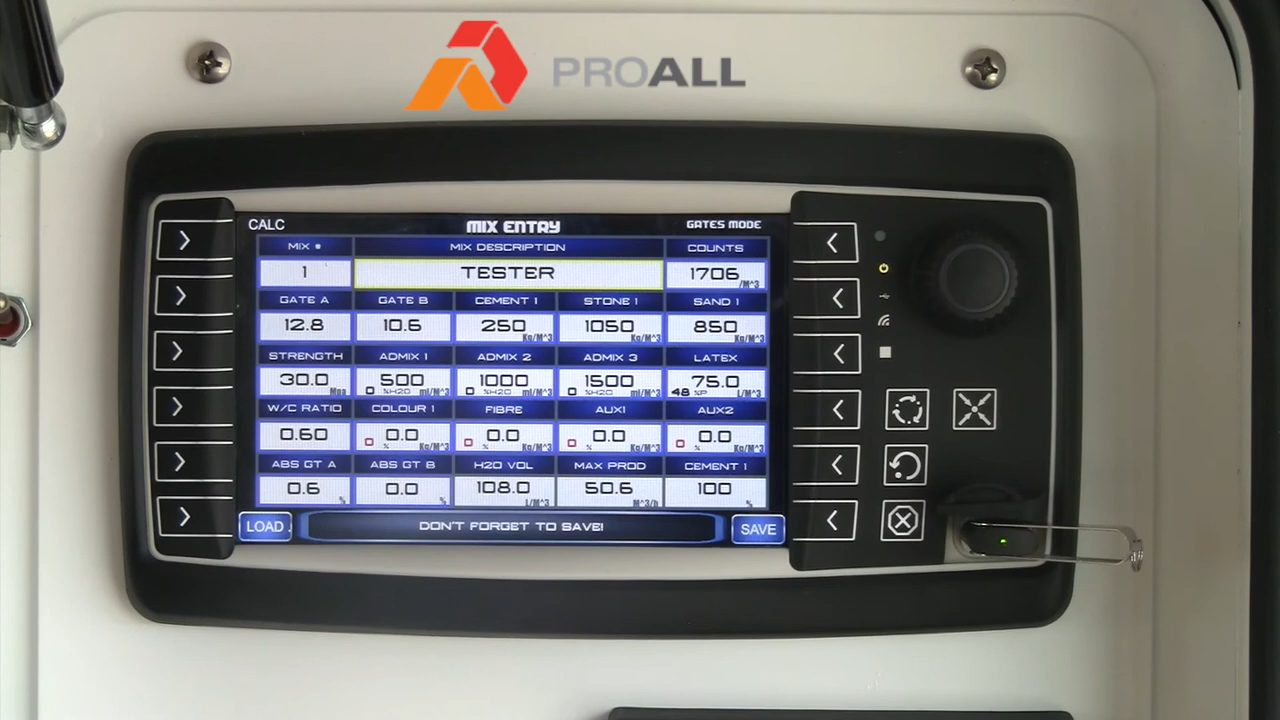 PROALL
CALC MIX ENTRY GATES MODE
MIX # MIX DESCRIPTION COUNTS
1 TESTER 1706 /M^3
GATE A GATE B CEMENT 1 STONE 1 SAND 1
12.8 10.6 250 Kg/M^3 1050 Kg/M^3 850 Kg/M^3
STRENGTH ADMIX 1 ADMIX 2 ADMIX 3 LATEX
30.0 Mpa 500 %H2O ml/M^3 1000 %H2O ml/M^3 1500 %H2O ml/M^3 75.0 48 %P L/M^3
W/C RATIO COLOUR 1 FIBRE AUX1 AUX2
0.60 0.0 % Kg/M^3 0.0 % Kg/M^3 0.0 % Kg/M^3 0.0 % Kg/M^3
ABS GT A ABS GT B H2O VOL MAX PROD CEMENT 1
0.6 % 0.0 % 108.0 L/M^3 50.6 M^3/h 100 %
LOAD DON'T FORGET TO SAVE! SAVE